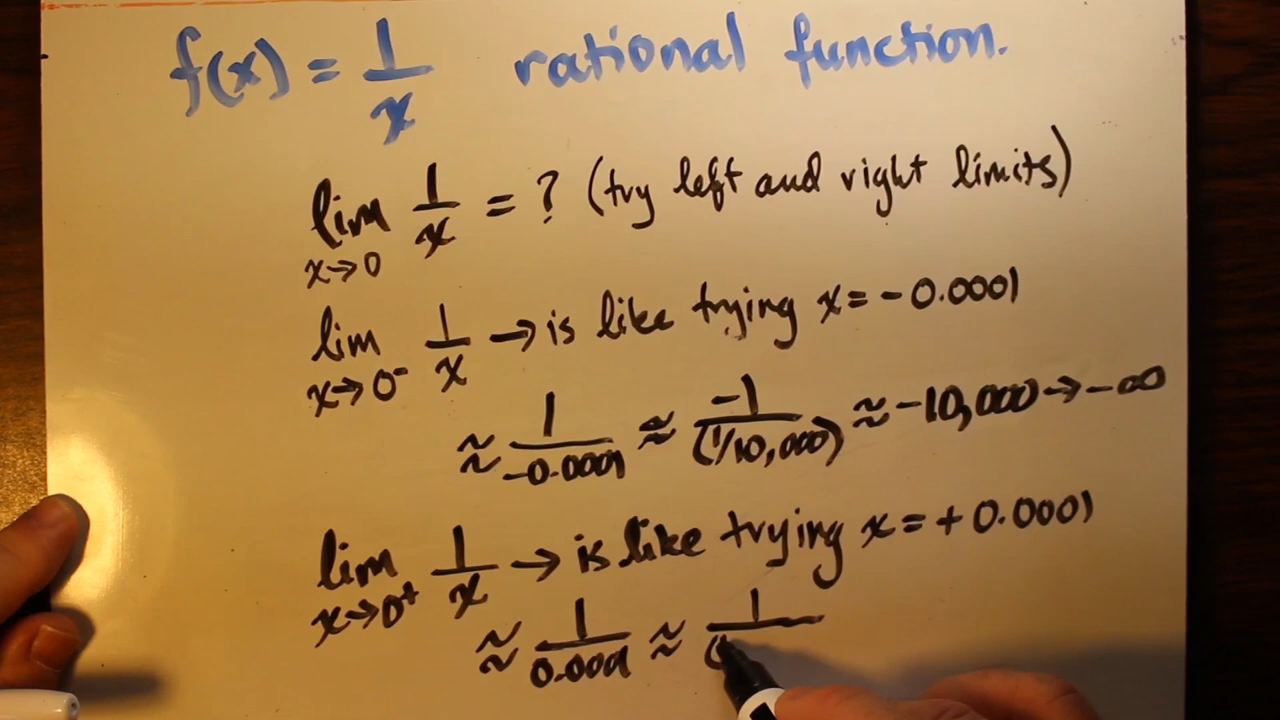 f(x) = 1/x rational function.
lim x→0 1/x = ? (try left and right limits)
lim x→0⁻ 1/x → is like trying x = -0.0001
≈ 1/-0.0001 ≈ -1/(1/10,000) ≈ -10,000 → -∞
lim x→0⁺ 1/x → is like trying x = +0.0001
≈ 1/0.0001 ≈ 1/(